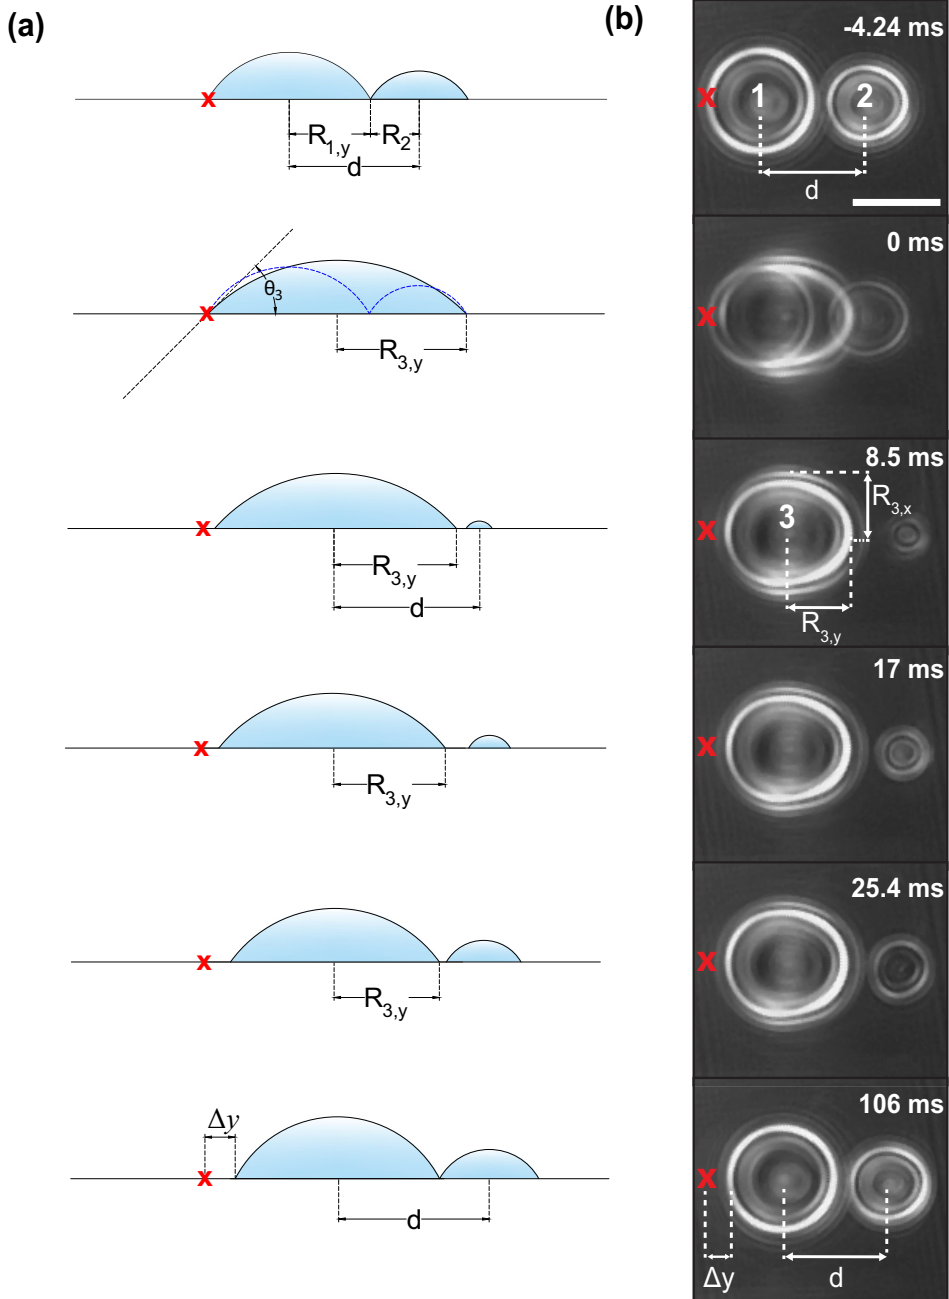 (a)
x
R1,y
R2
d
θ3
x
R3,y
x
R3,y
d
x
R3,y
x
R3,y
Δy
x
d
(b)
-4.24 ms
x
1
2
d
0 ms
x
8.5 ms
R3,x
3
x
R3,y
17 ms
x
25.4 ms
x
106 ms
x
Δy
d